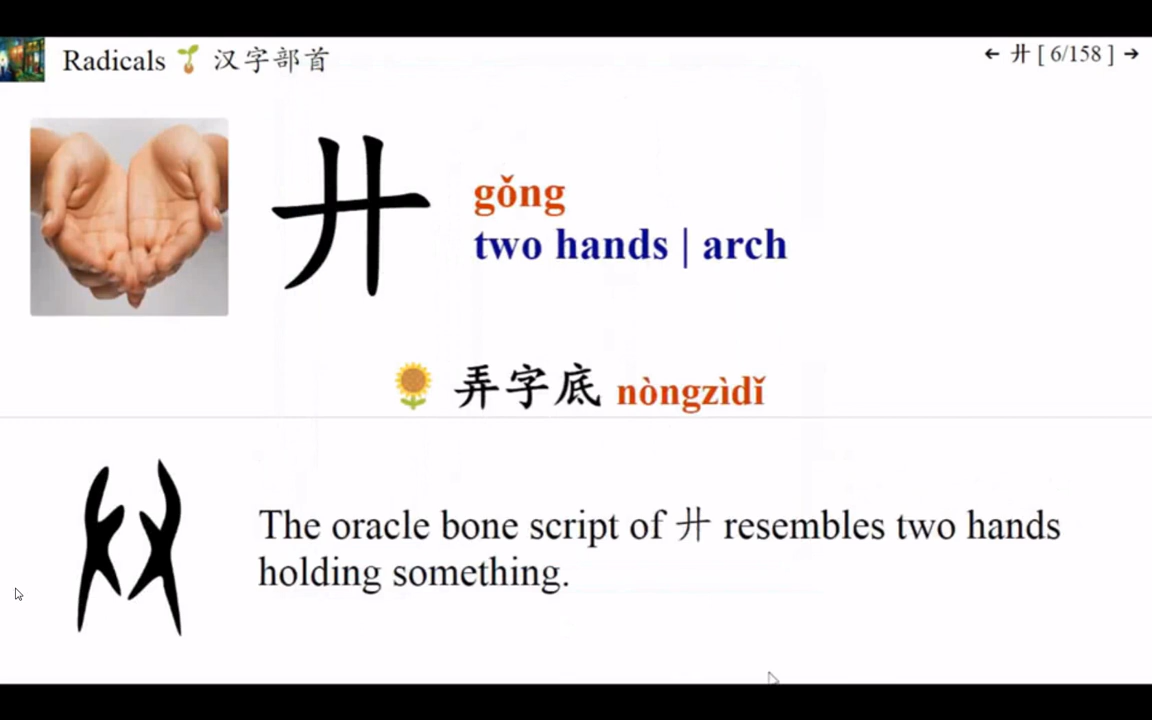 Radicals 🌱 汉字部首
← 廾 [ 6/158 ] →
廾
gǒng
two hands | arch
🌻 弄字底 nòngzìdǐ
The oracle bone script of 廾 resembles two hands
holding something.